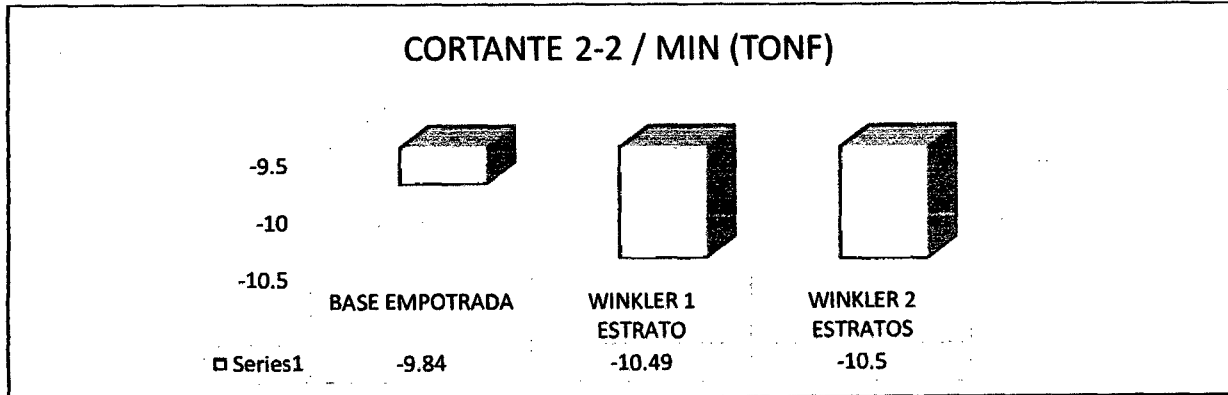 CORTANTE 2-2 / MIN (TONF)
-9.5
-10
-10.5
BASE EMPOTRADA
WINKLER 1
ESTRATO
WINKLER 2
ESTRATOS
Series1 -9.84 -10.49 -10.5